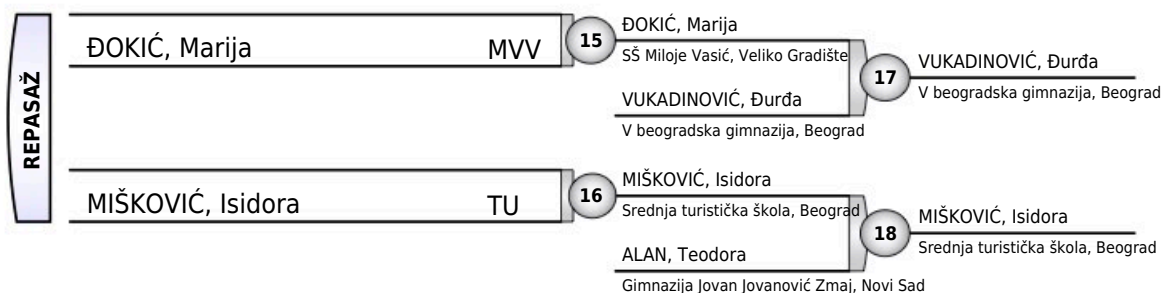 REPASAŽ
ĐOKIĆ, Marija MVV
15
ĐOKIĆ, Marija
SŠ Miloje Vasić, Veliko Gradište
VUKADINOVIĆ, Đurđa
V beogradska gimnazija, Beograd
17
VUKADINOVIĆ, Đurđa
V beogradska gimnazija, Beograd
MIŠKOVIĆ, Isidora TU
16
MIŠKOVIĆ, Isidora
Srednja turistička škola, Beograd
ALAN, Teodora
Gimnazija Jovan Jovanović Zmaj, Novi Sad
18
MIŠKOVIĆ, Isidora
Srednja turistička škola, Beograd